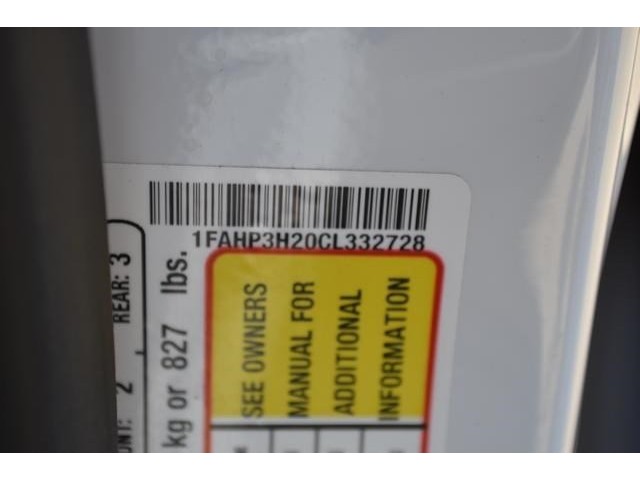 1FAHP3H20CL332728
REAR: 3
2
kg or 827 lbs.
SEE OWNERS
MANUAL FOR
ADDITIONAL
INFORMATION